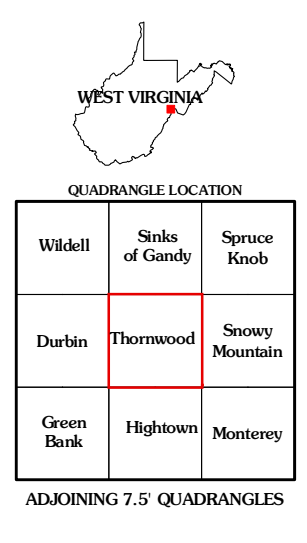 WEST VIRGINIA
QUADRANGLE LOCATION
Wildell
Sinks
of Gandy
Spruce
Knob
Durbin
Thornwood
Snowy
Mountain
Green
Bank
Hightown
Monterey
ADJOINING 7.5' QUADRANGLES